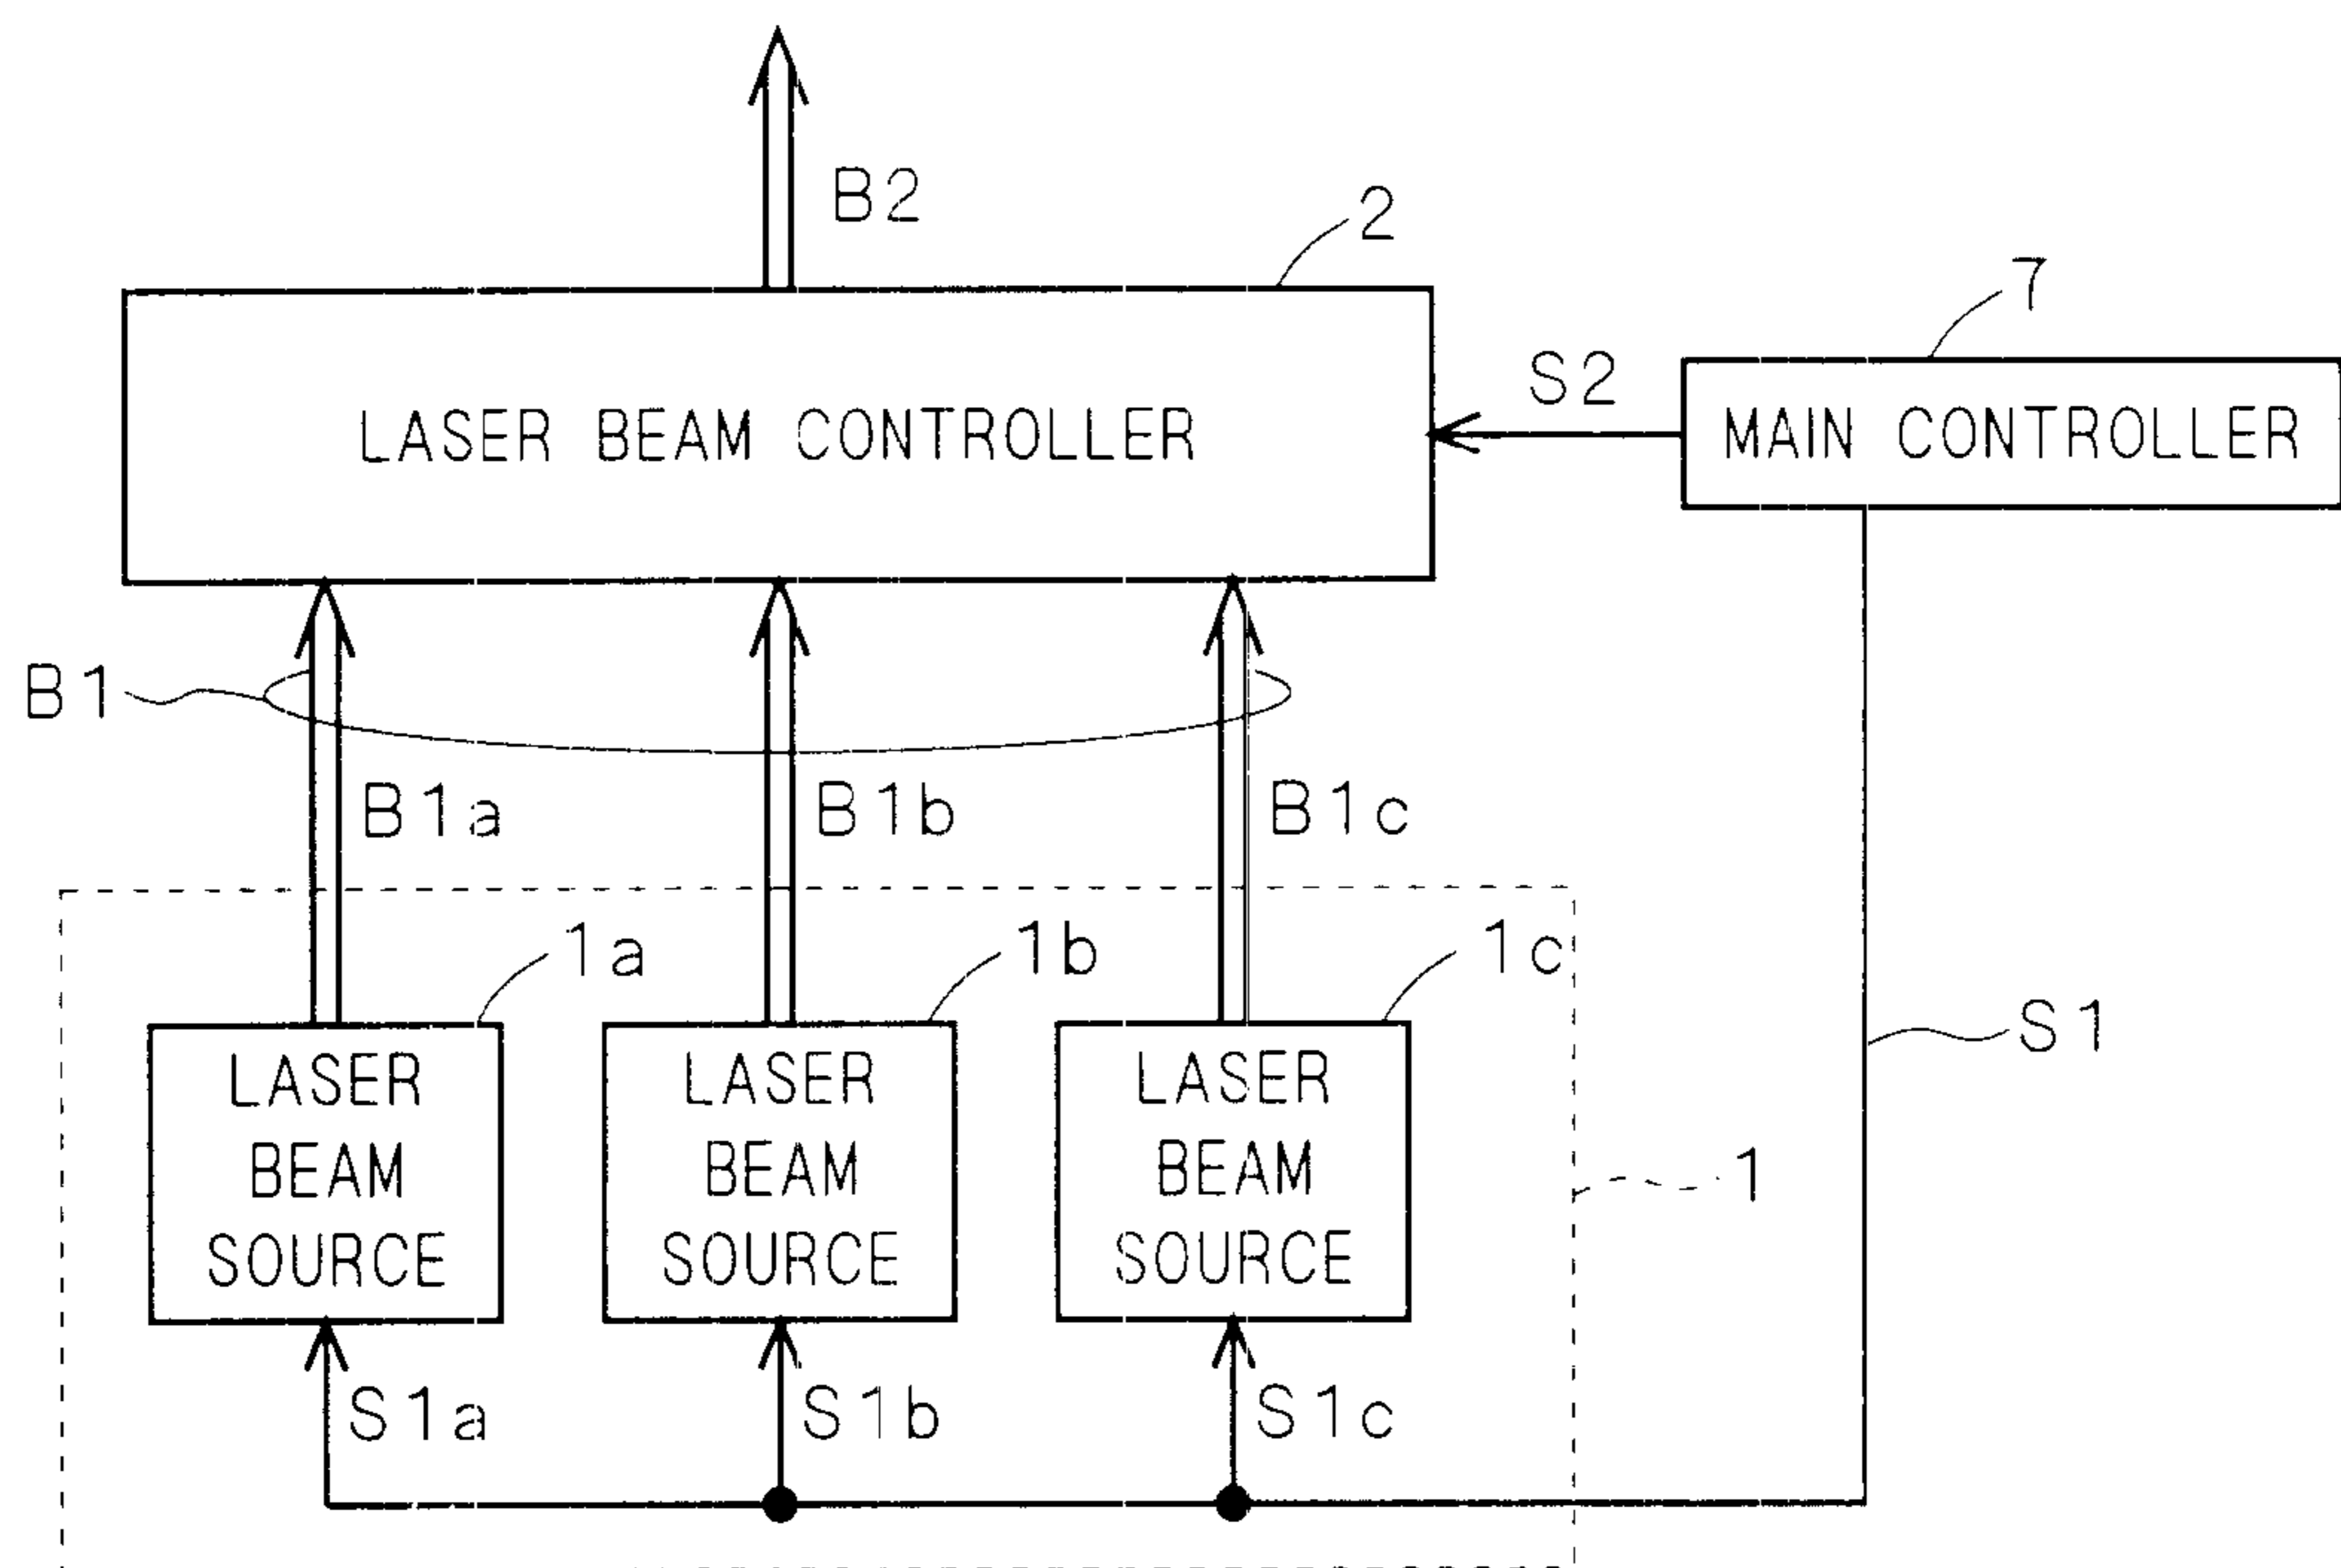 B2
2
7
S2
LASER BEAM CONTROLLER
MAIN CONTROLLER
B1
B1a
B1b
B1c
1a
1b
1c
S1
LASER
BEAM
SOURCE
LASER
BEAM
SOURCE
LASER
BEAM
SOURCE
1
S1a
S1b
S1c